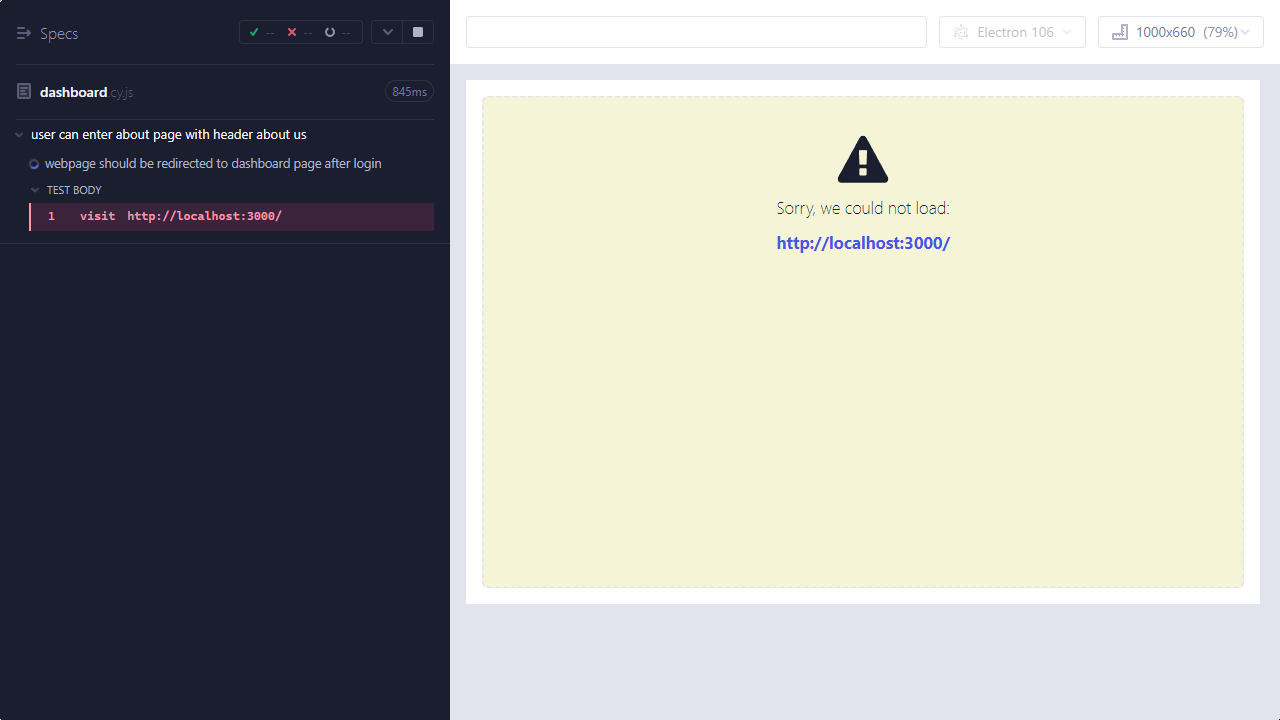 Specs
-- -- --
dashboard.cy.js
845ms
user can enter about page with header about us
webpage should be redirected to dashboard page after login
TEST BODY
1 visit http://localhost:3000/
Electron 106
1000x660 (79%)
Sorry, we could not load:
http://localhost:3000/